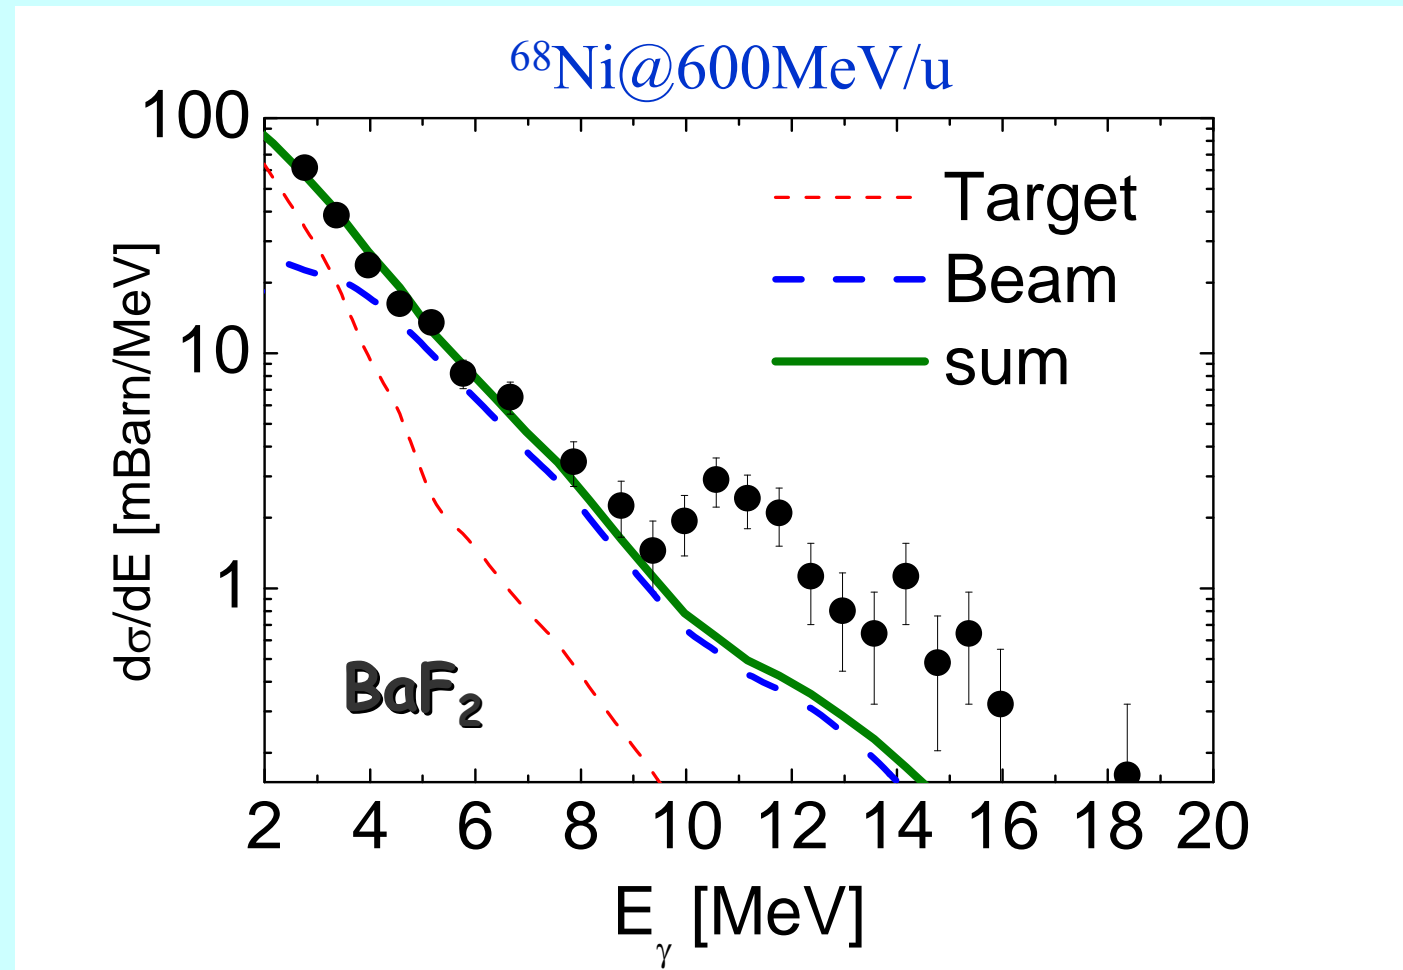 ⁶⁸Ni@600MeV/u
100
10
1
dσ/dE [mBarn/MeV]
Target
Beam
sum
BaF₂
2 4 6 8 10 12 14 16 18 20
Eᵧ [MeV]